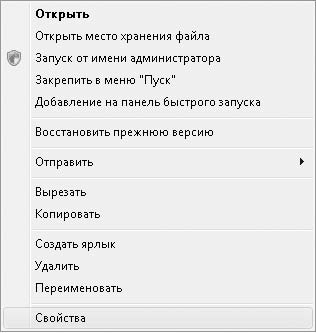 Открыть
Открыть место хранения файла
Запуск от имени администратора
Закрепить в меню "Пуск"
Добавление на панель быстрого запуска
Восстановить прежнюю версию
Отправить
Вырезать
Копировать
Создать ярлык
Удалить
Переименовать
Свойства